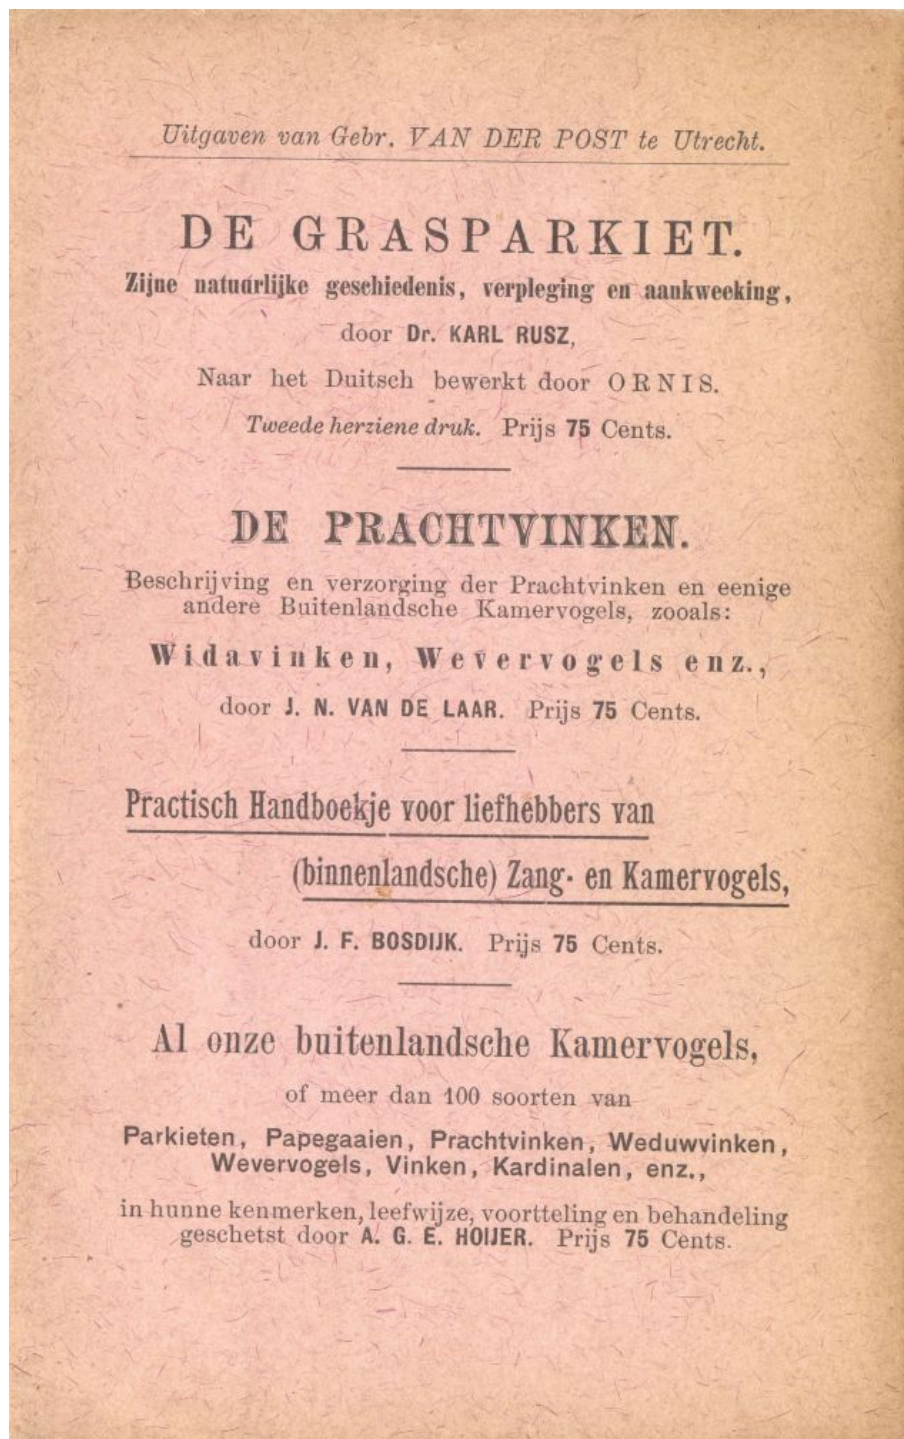 Uitgaven van Gebr. VAN DER POST te Utrecht.
DE GRASPARKIET.
Zijne natuurlijke geschiedenis, verpleging en aankweeking,
door Dr. KARL RUSZ,
Naar het Duitsch bewerkt door ORNIS.
Tweede herziene druk. Prijs 75 Cents.
DE PRACHTVINKEN.
Beschrijving en verzorging der Prachtvinken en eenige
andere Buitenlandsche Kamervogels, zooals:
Widavinken, Wevervogels enz.,
door J. N. VAN DE LAAR. Prijs 75 Cents.
Practisch Handboekje voor liefhebbers van
(binnenlandsche) Zang- en Kamervogels,
door J. F. BOSDIJK. Prijs 75 Cents.
Al onze buitenlandsche Kamervogels,
of meer dan 100 soorten van
Parkieten, Papegaaien, Prachtvinken, Weduwvinken,
Wevervogels, Vinken, Kardinalen, enz.,
in hunne kenmerken, leefwijze, voortteling en behandeling
geschetst door A. G. E. HOIJER. Prijs 75 Cents.